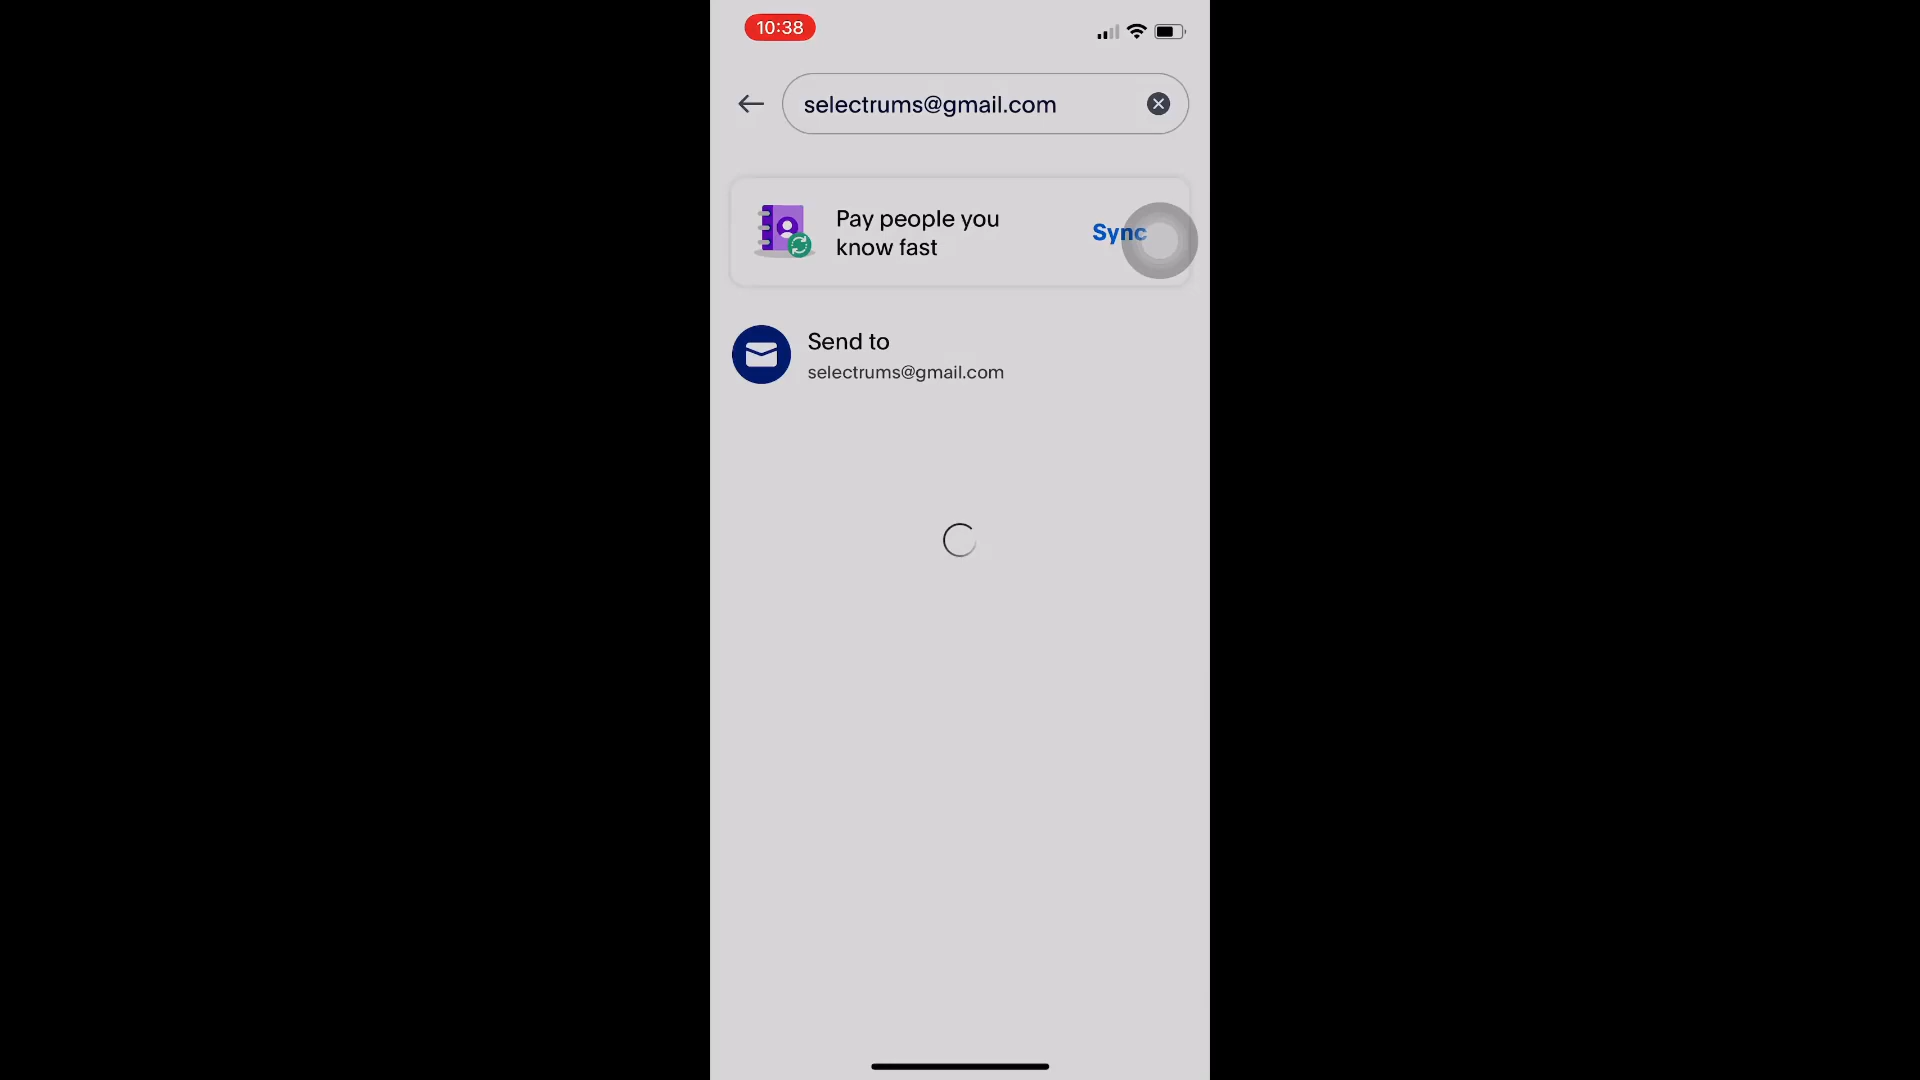 10:38
selectrums@gmail.com
Pay people you
know fast
Sync
Send to
selectrums@gmail.com